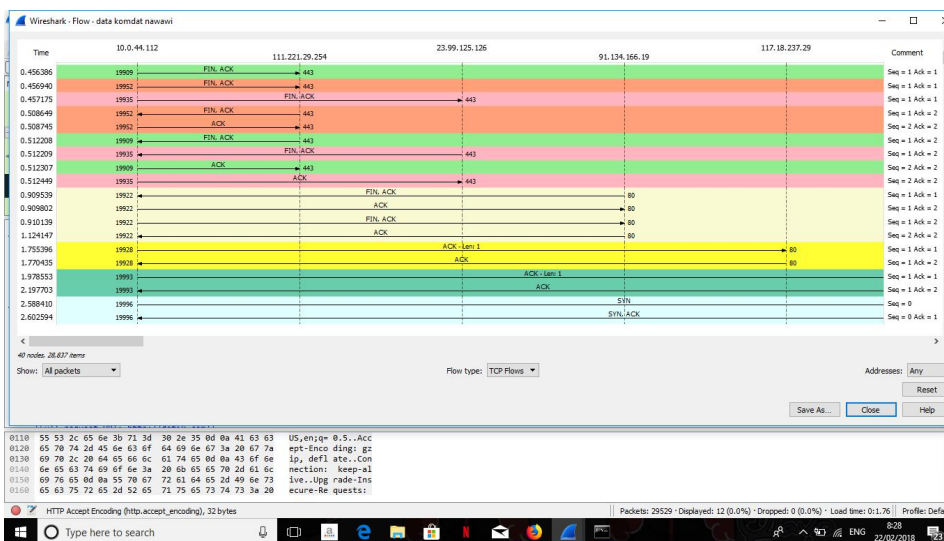 Wireshark - Flow - data komdat nawawi
Time 10.0.44.112 111.221.29.254 23.99.125.126 91.134.166.19 117.18.237.29 Comment
0.456386 19909 FIN, ACK 443 Seq = 1 Ack = 1
0.456940 19952 FIN, ACK 443 Seq = 1 Ack = 1
0.457175 19935 FIN, ACK 443 Seq = 1 Ack = 1
0.508649 19952 FIN, ACK 443 Seq = 1 Ack = 2
0.508745 19952 ACK 443 Seq = 2 Ack = 2
0.512208 19909 FIN, ACK 443 Seq = 1 Ack = 2
0.512209 19935 FIN, ACK 443 Seq = 1 Ack = 2
0.512307 19909 ACK 443 Seq = 2 Ack = 2
0.512449 19935 ACK 443 Seq = 2 Ack = 2
0.909539 19922 FIN, ACK 80 Seq = 1 Ack = 1
0.909802 19922 ACK 80 Seq = 1 Ack = 2
0.910139 19922 FIN, ACK 80 Seq = 1 Ack = 2
1.124147 19922 ACK 80 Seq = 2 Ack = 2
1.755396 19928 ACK - Len: 1 80 Seq = 1 Ack = 1
1.770435 19928 ACK 80 Seq = 1 Ack = 2
1.978553 19993 ACK - Len: 1 Seq = 1 Ack = 1
2.197703 19993 ACK Seq = 1 Ack = 2
2.588410 19996 SYN Seq = 0
2.602594 19996 SYN, ACK Seq = 0 Ack = 1
40 nodes, 28.837 items
Show: All packets Flow type: TCP Flows Addresses: Any
Reset
Save As... Close Help
0110 55 53 2c 65 6e 3b 71 3d 30 2e 35 0d 0a 41 63 63 US,en;q= 0.5..Acc
0120 65 70 74 2d 45 6e 63 6f 64 69 6e 67 3a 20 67 7a ept-Enco ding: gz
0130 69 70 2c 20 64 65 66 6c 61 74 65 0d 0a 43 6f 6e ip, defl ate..Con
0140 6e 65 63 74 69 6f 6e 3a 20 6b 65 65 70 2d 61 6c nection: keep-al
0150 69 76 65 0d 0a 55 70 67 72 61 64 65 2d 49 6e 73 ive..Upg rade-Ins
0160 65 63 75 72 65 2d 52 65 71 75 65 73 74 73 3a 20 ecure-Re quests:
HTTP Accept Encoding (http.accept_encoding), 32 bytes Packets: 29529 · Displayed: 12 (0.0%) · Dropped: 0 (0.0%) · Load time: 0:1.76 Profile: Defa
Type here to search ENG 8:28
22/02/2018